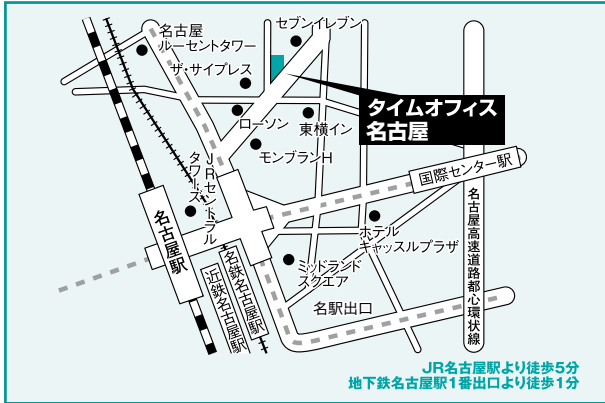 名古屋
ルーセントタワー
セブンイレブン
ザ・サイプレス
タイムオフィス
名古屋
ローソン
東横イン
モンブランH
国際センター駅
JRセントラル
タワーズ
名古屋駅
名古屋高速道路都心環状線
ホテル
キャッスルプラザ
ミッドランド
スクエア
名鉄名古屋駅
近鉄名古屋駅
名駅出口
JR名古屋駅より徒歩5分
地下鉄名古屋駅1番出口より徒歩1分